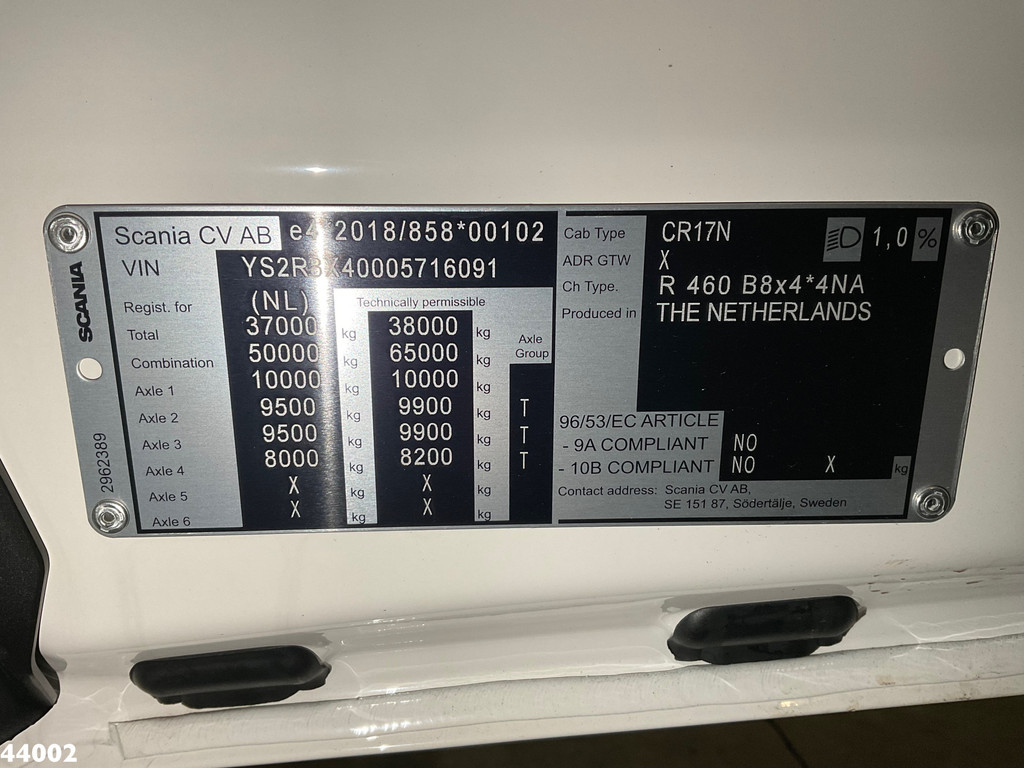 Scania CV AB e4*2018/858*00102
VIN YS2R8X40005716091
Regist. for (NL) Technically permissible
Total 37000 kg 38000 kg Axle Group
Combination 50000 kg 65000 kg
Axle 1 10000 kg 10000 kg
Axle 2 9500 kg 9900 kg T
Axle 3 9500 kg 9900 kg T
Axle 4 8000 kg 8200 kg T
Axle 5 X kg X kg
Axle 6 X kg X kg
SCANIA
2962389
Cab Type CR17N 1,0 %
ADR GTW X
Ch Type. R 460 B8x4*4NA
Produced in THE NETHERLANDS
96/53/EC ARTICLE
- 9A COMPLIANT NO
- 10B COMPLIANT NO X kg
Contact address: Scania CV AB,
SE 151 87, Södertälje, Sweden
44002